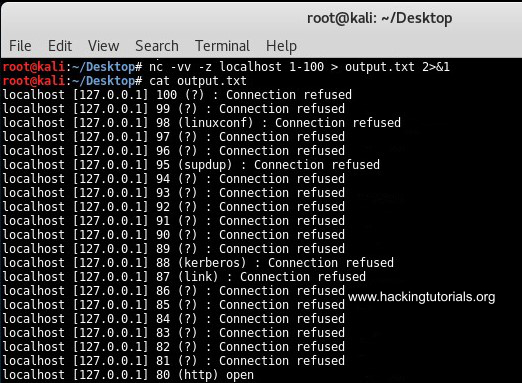 root@kali: ~/Desktop
File Edit View Search Terminal Help
root@kali:~/Desktop# nc -vv -z localhost 1-100 > output.txt 2>&1
root@kali:~/Desktop# cat output.txt
localhost [127.0.0.1] 100 (?) : Connection refused
localhost [127.0.0.1] 99 (?) : Connection refused
localhost [127.0.0.1] 98 (linuxconf) : Connection refused
localhost [127.0.0.1] 97 (?) : Connection refused
localhost [127.0.0.1] 96 (?) : Connection refused
localhost [127.0.0.1] 95 (supdup) : Connection refused
localhost [127.0.0.1] 94 (?) : Connection refused
localhost [127.0.0.1] 93 (?) : Connection refused
localhost [127.0.0.1] 92 (?) : Connection refused
localhost [127.0.0.1] 91 (?) : Connection refused
localhost [127.0.0.1] 90 (?) : Connection refused
localhost [127.0.0.1] 89 (?) : Connection refused
localhost [127.0.0.1] 88 (kerberos) : Connection refused
localhost [127.0.0.1] 87 (link) : Connection refused
localhost [127.0.0.1] 86 (?) : Connection refused
www.hackingtutorials.org
localhost [127.0.0.1] 85 (?) : Connection refused
localhost [127.0.0.1] 84 (?) : Connection refused
localhost [127.0.0.1] 83 (?) : Connection refused
localhost [127.0.0.1] 82 (?) : Connection refused
localhost [127.0.0.1] 81 (?) : Connection refused
localhost [127.0.0.1] 80 (http) open